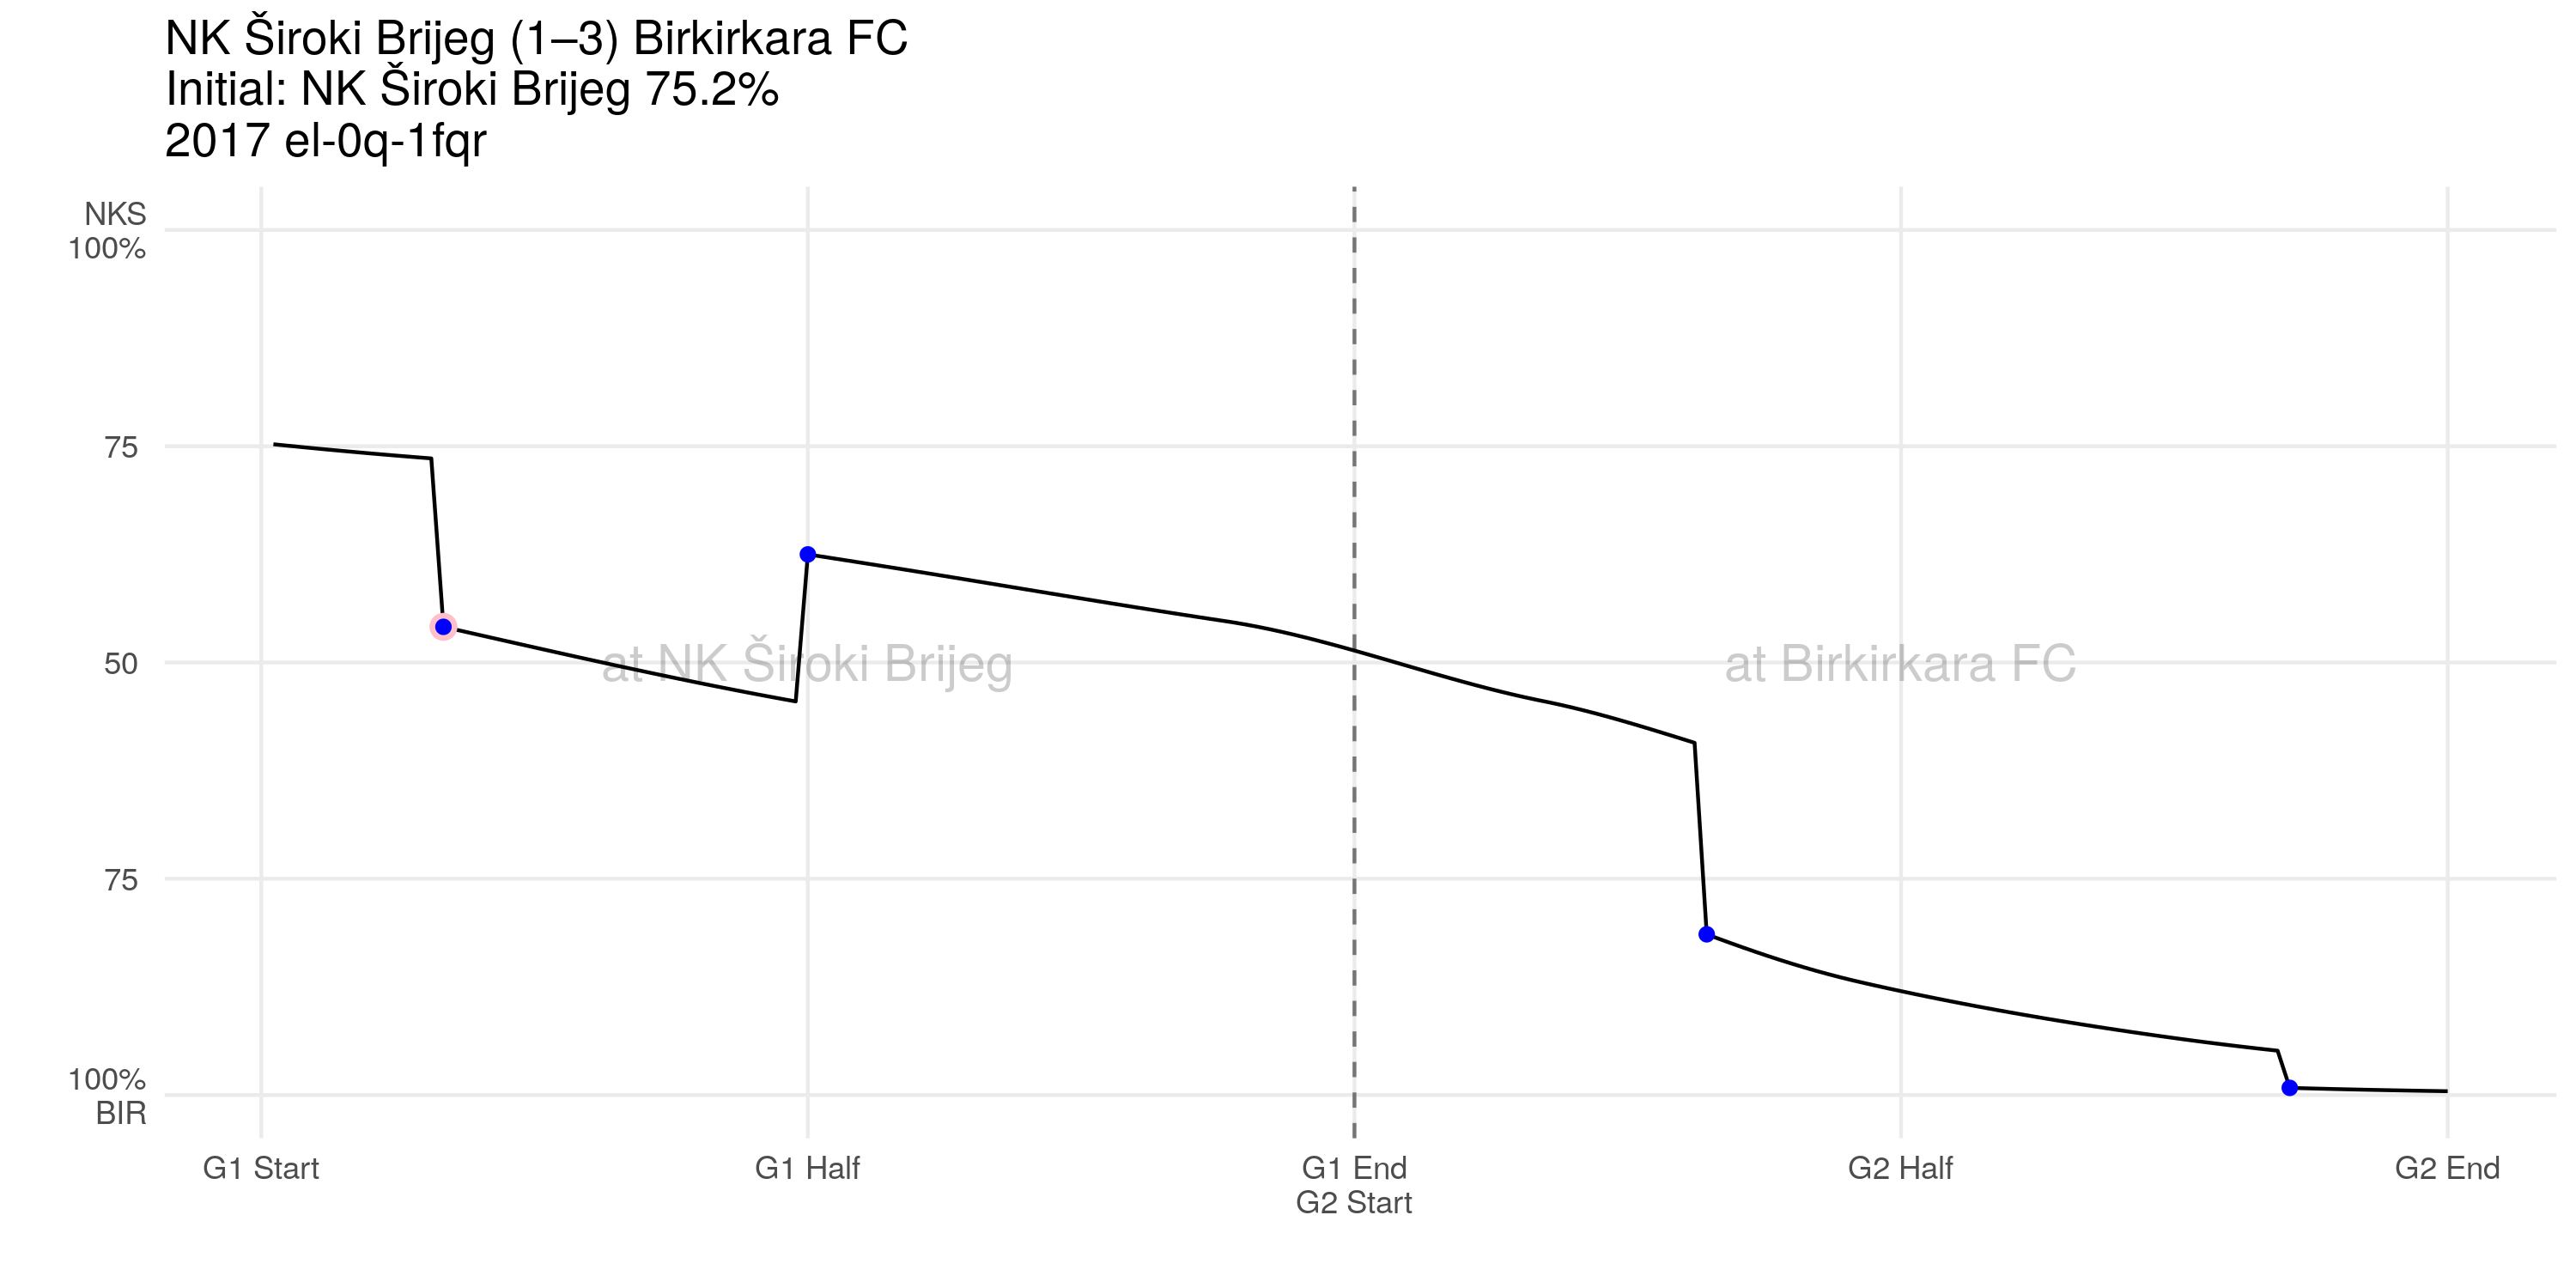 NK Široki Brijeg (1–3) Birkirkara FC
Initial: NK Široki Brijeg 75.2%
2017 el-0q-1fqr
NKS
100%
75
50
75
100%
BIR
at NK Široki Brijeg
at Birkirkara FC
G1 Start
G1 Half
G1 End
G2 Start
G2 Half
G2 End